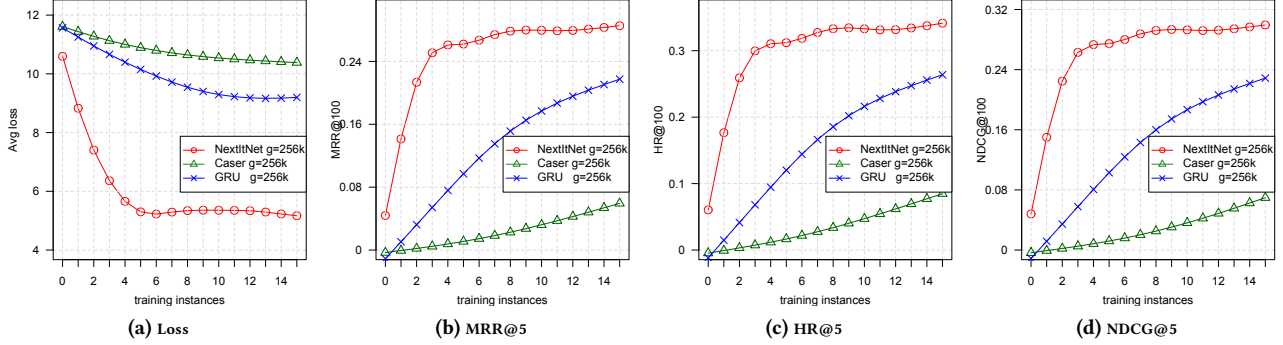 12
10
8
6
4
Avg loss
NextItNet g=256k
Caser g=256k
GRU g=256k
0 2 4 6 8 10 12 14
training instances
(a) Loss
0.24
0.16
0.08
0
MRR@100
NextItNet g=256k
Caser g=256k
GRU g=256k
0 2 4 6 8 10 12 14
training instances
(b) MRR@5
0.3
0.2
0.1
0
HR@100
NextItNet g=256k
Caser g=256k
GRU g=256k
0 2 4 6 8 10 12 14
training instances
(c) HR@5
0.32
0.24
0.16
0.08
0
NDCG@100
NextItNet g=256k
Caser g=256k
GRU g=256k
0 2 4 6 8 10 12 14
training instances
(d) NDCG@5